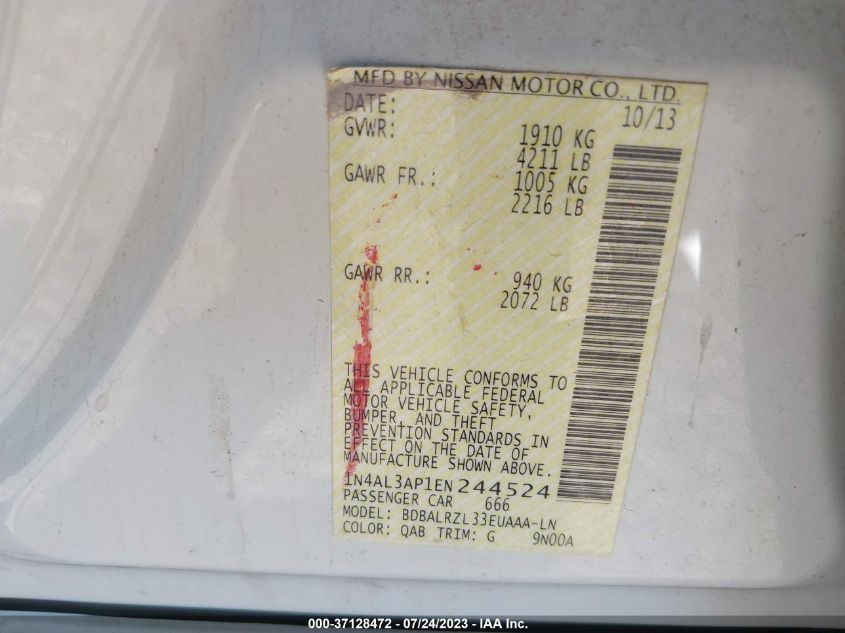 MFD BY NISSAN MOTOR CO., LTD.
DATE: 10/13
GVWR: 1910 KG
4211 LB
GAWR FR.: 1005 KG
2216 LB
GAWR RR.: 940 KG
2072 LB
THIS VEHICLE CONFORMS TO
ALL APPLICABLE FEDERAL
MOTOR VEHICLE SAFETY,
BUMPER, AND THEFT
PREVENTION STANDARDS IN
EFFECT ON THE DATE OF
MANUFACTURE SHOWN ABOVE.
1N4AL3AP1EN244524
PASSENGER CAR 666
MODEL: BDBALRZL33EUAAA-LN
COLOR: QAB TRIM: G 9N00A
000-37128472 — 07/24/2023 - IAA Inc.